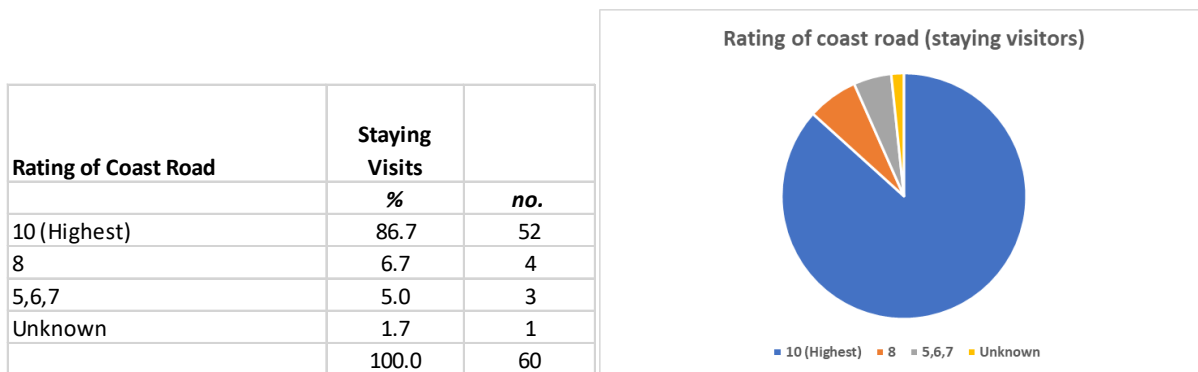 Staying
Rating of Coast Road Visits
% no.
10 (Highest) 86.7 52
8 6.7 4
5,6,7 5.0 3
Unknown 1.7 1
100.0 60
Rating of coast road (staying visitors)
10 (Highest) 8 5,6,7 Unknown